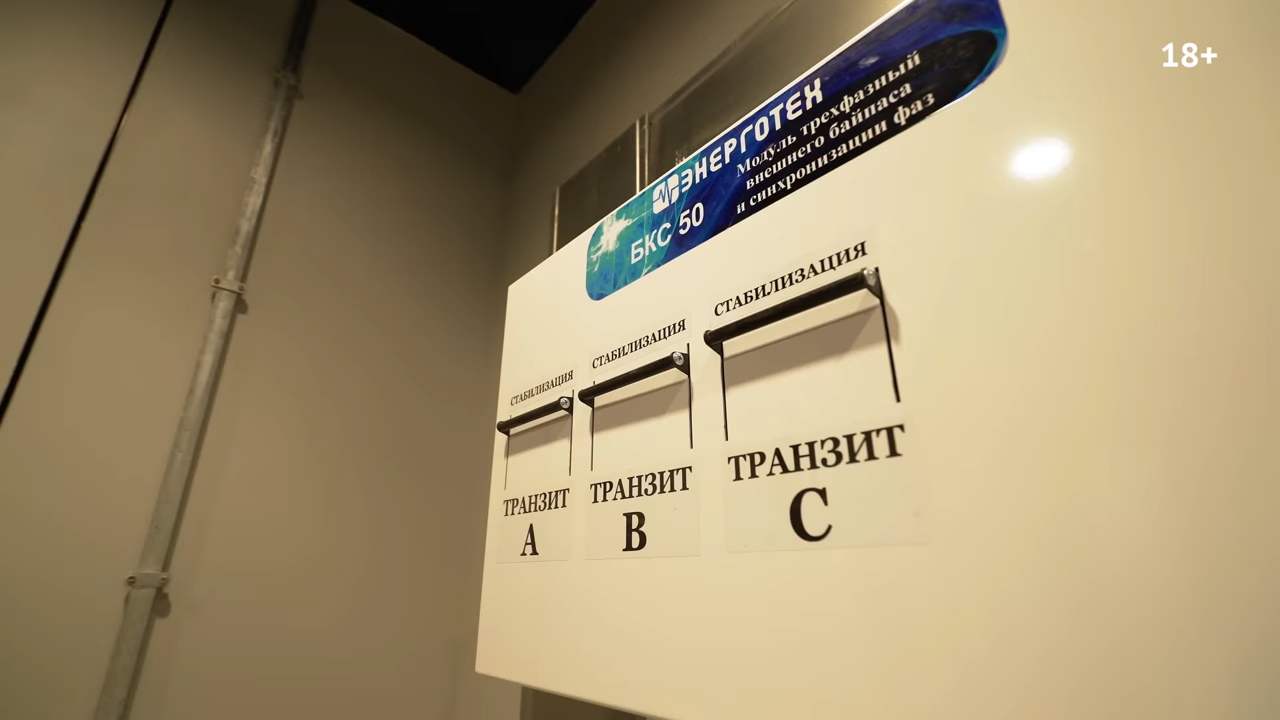 18+
ЭНЕРГОТЕХ
БКС 50
Модуль трехфазный
внешнего байпаса
и синхронизации фаз
СТАБИЛИЗАЦИЯ
ТРАНЗИТ
A
СТАБИЛИЗАЦИЯ
ТРАНЗИТ
B
СТАБИЛИЗАЦИЯ
ТРАНЗИТ
C